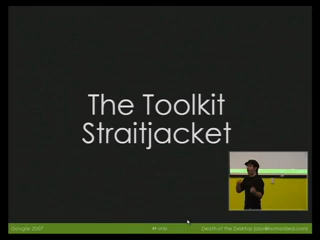 The Toolkit
Straitjacket
Google 2007
Death of the Desktop